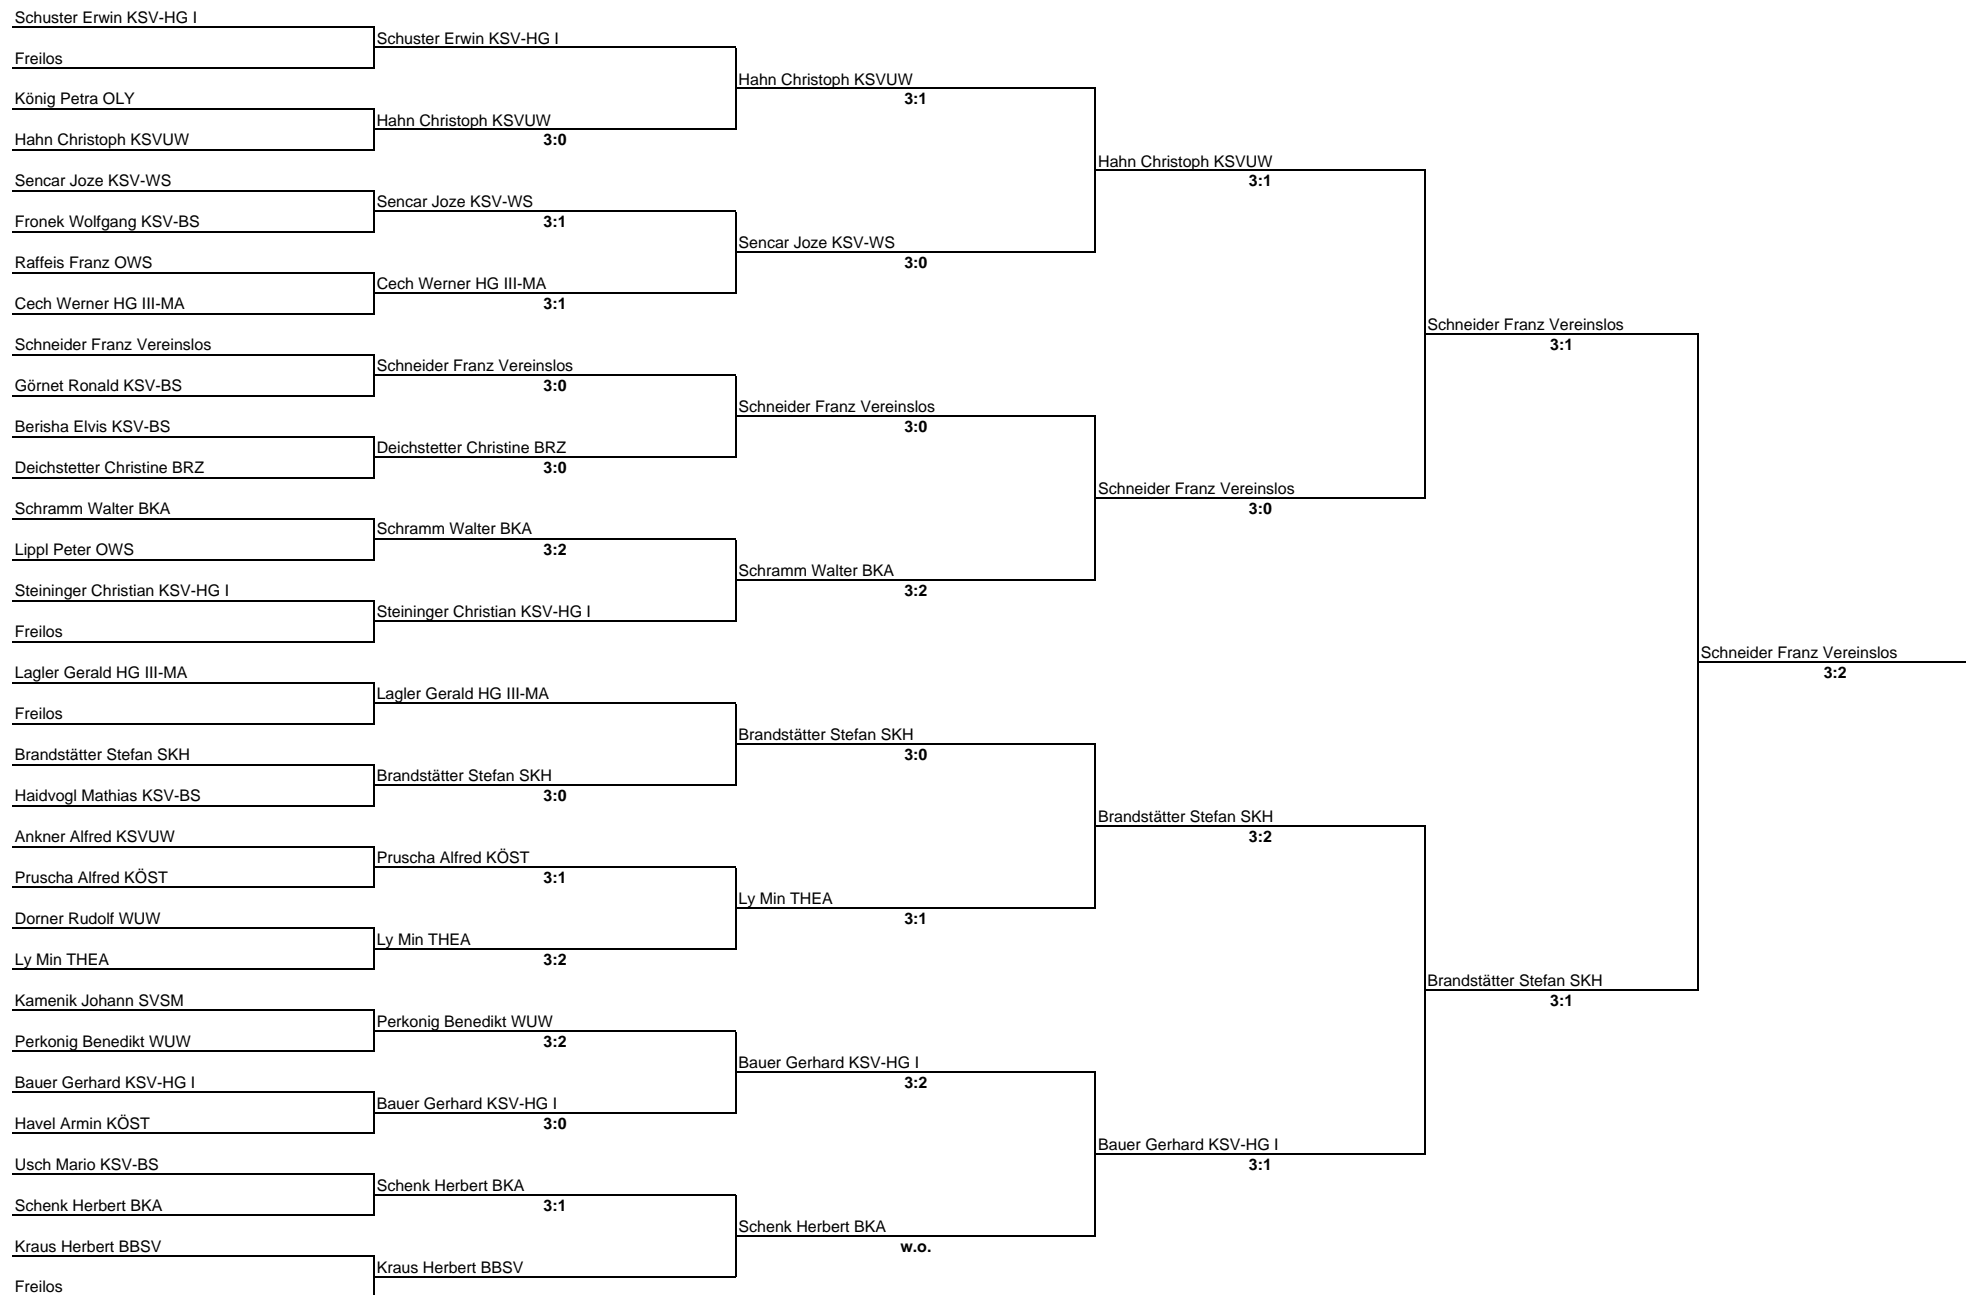 Schuster Erwin KSV-HG I
Freilos
König Petra OLY
Hahn Christoph KSVUW
Sencar Joze KSV-WS
Fronek Wolfgang KSV-BS
Raffeis Franz OWS
Cech Werner HG III-MA
Schneider Franz Vereinslos
Görnet Ronald KSV-BS
Berisha Elvis KSV-BS
Deichstetter Christine BRZ
Schramm Walter BKA
Lippl Peter OWS
Steininger Christian KSV-HG I
Freilos
Lagler Gerald HG III-MA
Freilos
Brandstätter Stefan SKH
Haidvogl Mathias KSV-BS
Ankner Alfred KSVUW
Pruscha Alfred KÖST
Dorner Rudolf WUW
Ly Min THEA
Kamenik Johann SVSM
Perkonig Benedikt WUW
Bauer Gerhard KSV-HG I
Havel Armin KÖST
Usch Mario KSV-BS
Schenk Herbert BKA
Kraus Herbert BBSV
Freilos
Schuster Erwin KSV-HG I
Hahn Christoph KSVUW
3:0
Sencar Joze KSV-WS
3:1
Cech Werner HG III-MA
3:1
Schneider Franz Vereinslos
3:0
Deichstetter Christine BRZ
3:0
Schramm Walter BKA
3:2
Steininger Christian KSV-HG I
Lagler Gerald HG III-MA
Brandstätter Stefan SKH
3:0
Pruscha Alfred KÖST
3:1
Ly Min THEA
3:2
Perkonig Benedikt WUW
3:2
Bauer Gerhard KSV-HG I
3:0
Schenk Herbert BKA
3:1
Kraus Herbert BBSV
Hahn Christoph KSVUW
3:1
Sencar Joze KSV-WS
3:0
Schneider Franz Vereinslos
3:0
Schramm Walter BKA
3:2
Brandstätter Stefan SKH
3:0
Ly Min THEA
3:1
Bauer Gerhard KSV-HG I
3:2
Schenk Herbert BKA
w.o.
Hahn Christoph KSVUW
3:1
Schneider Franz Vereinslos
3:0
Brandstätter Stefan SKH
3:2
Bauer Gerhard KSV-HG I
3:1
Schneider Franz Vereinslos
3:1
Brandstätter Stefan SKH
3:1
Schneider Franz Vereinslos
3:2